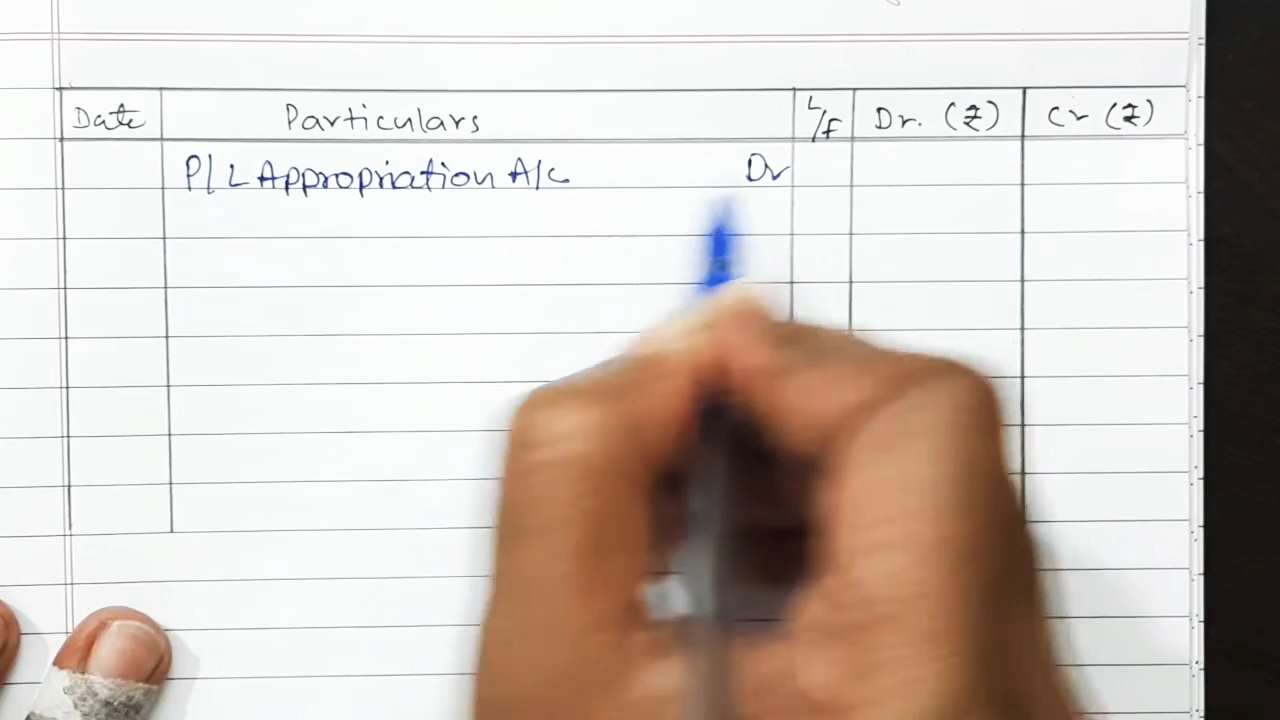 Date Particulars L/F Dr. (₹) Cr (₹)
P/L Appropriation A/c Dr